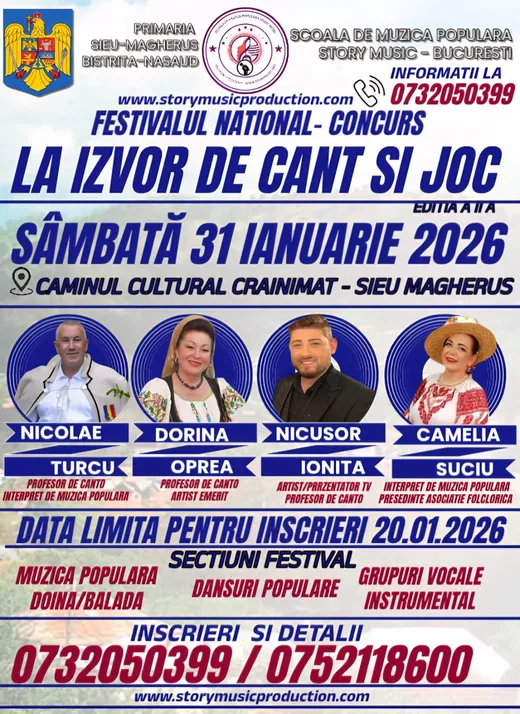 PRIMARIA
SIEU-MAGHERUS
BISTRITA-NASAUD
SCOALA DE MUZICA POPULARA
STORY MUSIC - BUCURESTI
INFORMATII LA
0732050399
www.storymusicproduction.com
FESTIVALUL NATIONAL- CONCURS
LA IZVOR DE CANT SI JOC
EDITIA A II A
SÂMBATĂ 31 IANUARIE 2026
CAMINUL CULTURAL CRAINIMAT - SIEU MAGHERUS
NICOLAE TURCU
PROFESOR DE CANTO
INTERPRET DE MUZICA POPULARA
DORINA OPREA
PROFESOR DE CANTO
ARTIST EMERIT
NICUSOR IONITA
ARTIST/PRRZENTATOR TV
PROFESOR DE CANTO
CAMELIA SUCIU
INTERPRET DE MUZICA POPULARA
PRESEDINTE ASOCIATIE FOLCLORICA
DATA LIMITA PENTRU INSCRIERI 20.01.2026
SECTIUNI FESTIVAL
MUZICA POPULARA
DOINA/BALADA
DANSURI POPULARE
GRUPURI VOCALE
INSTRUMENTAL
INSCRIERI SI DETALII
0732050399 / 0752118600
www.storymusicproduction.com